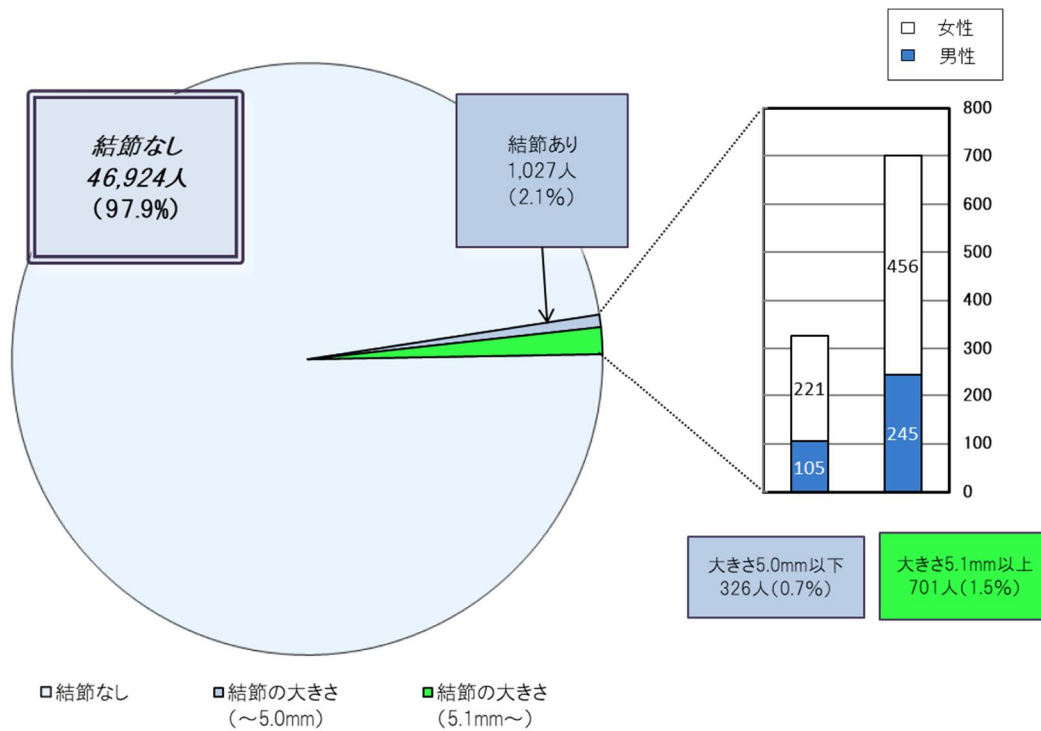 女性
男性
結節なし
46,924人
(97.9%)
結節あり
1,027人
(2.1%)
800
700
600
500
400
300
200
100
0
221
105
456
245
大きさ5.0mm以下
326人(0.7%)
大きさ5.1mm以上
701人(1.5%)
結節なし
結節の大きさ
(～5.0mm)
結節の大きさ
(5.1mm～)